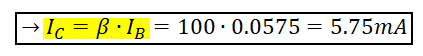 → I_C = β ∙ I_B = 100 ∙ 0.0575 = 5.75mA